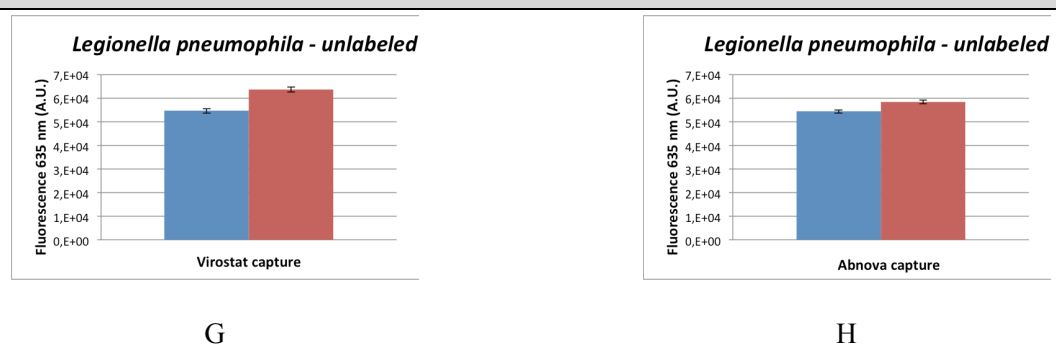 Legionella pneumophila - unlabeled
Fluorescence 635 nm (A.U.)
7,E+04
6,E+04
5,E+04
4,E+04
3,E+04
2,E+04
1,E+04
0,E+00
Virostat capture
G
Legionella pneumophila - unlabeled
Fluorescence 635 nm (A.U.)
7,E+04
6,E+04
5,E+04
4,E+04
3,E+04
2,E+04
1,E+04
0,E+00
Abnova capture
H